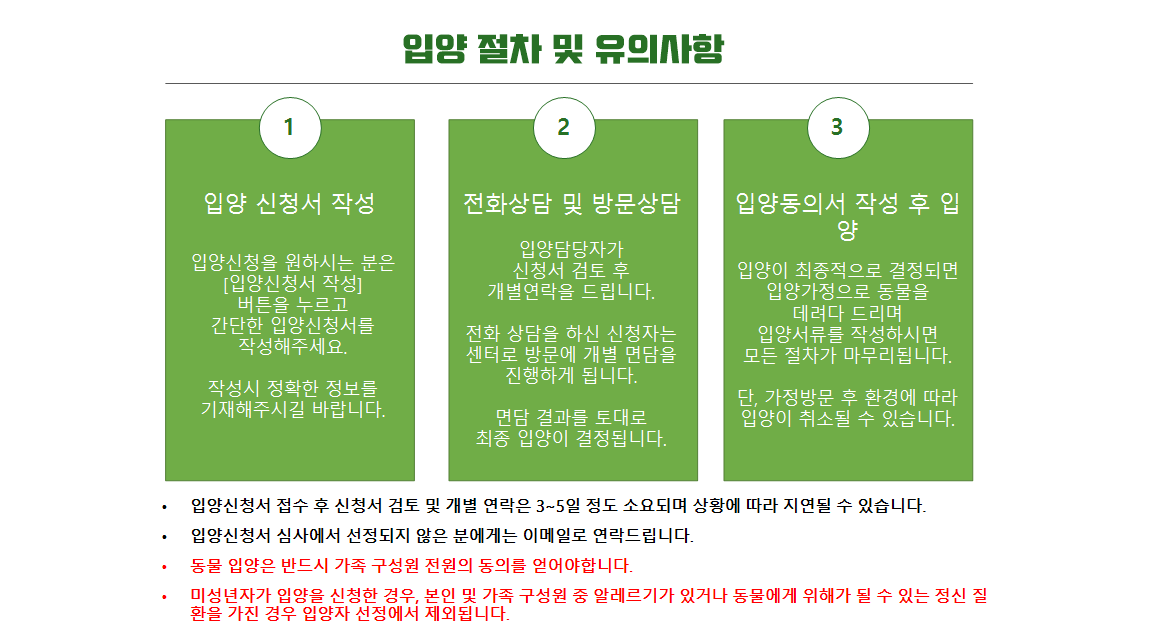 입양 절차 및 유의사항
1
입양 신청서 작성
입양신청을 원하시는 분은
[입양신청서 작성]
버튼을 누르고
간단한 입양신청서를
작성해주세요.
작성시 정확한 정보를
기재해주시길 바랍니다.
2
전화상담 및 방문상담
입양담당자가
신청서 검토 후
개별연락을 드립니다.
전화 상담을 하신 신청자는
센터로 방문에 개별 면담을
진행하게 됩니다.
면담 결과를 토대로
최종 입양이 결정됩니다.
3
입양동의서 작성 후 입
양
입양이 최종적으로 결정되면
입양가정으로 동물을
데려다 드리며
입양서류를 작성하시면
모든 절차가 마무리됩니다.
단, 가정방문 후 환경에 따라
입양이 취소될 수 있습니다.
• 입양신청서 접수 후 신청서 검토 및 개별 연락은 3~5일 정도 소요되며 상황에 따라 지연될 수 있습니다.
• 입양신청서 심사에서 선정되지 않은 분에게는 이메일로 연락드립니다.
• 동물 입양은 반드시 가족 구성원 전원의 동의를 얻어야합니다.
• 미성년자가 입양을 신청한 경우, 본인 및 가족 구성원 중 알레르기가 있거나 동물에게 위해가 될 수 있는 정신 질
환을 가진 경우 입양자 선정에서 제외됩니다.